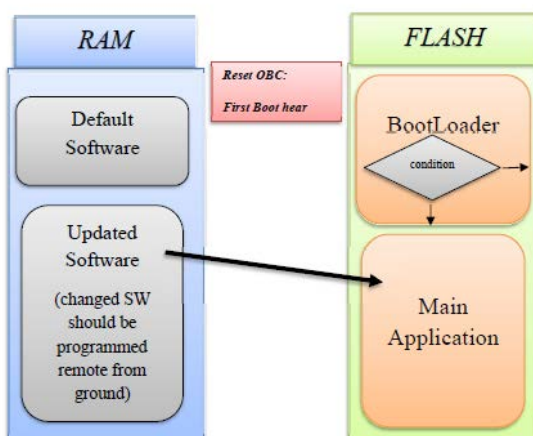 RAM
Default
Software
Updated
Software
(changed SW
should be
programmed
remote from
ground)
Reset OBC:
First Boot hear
FLASH
BootLoader
condition
Main
Application